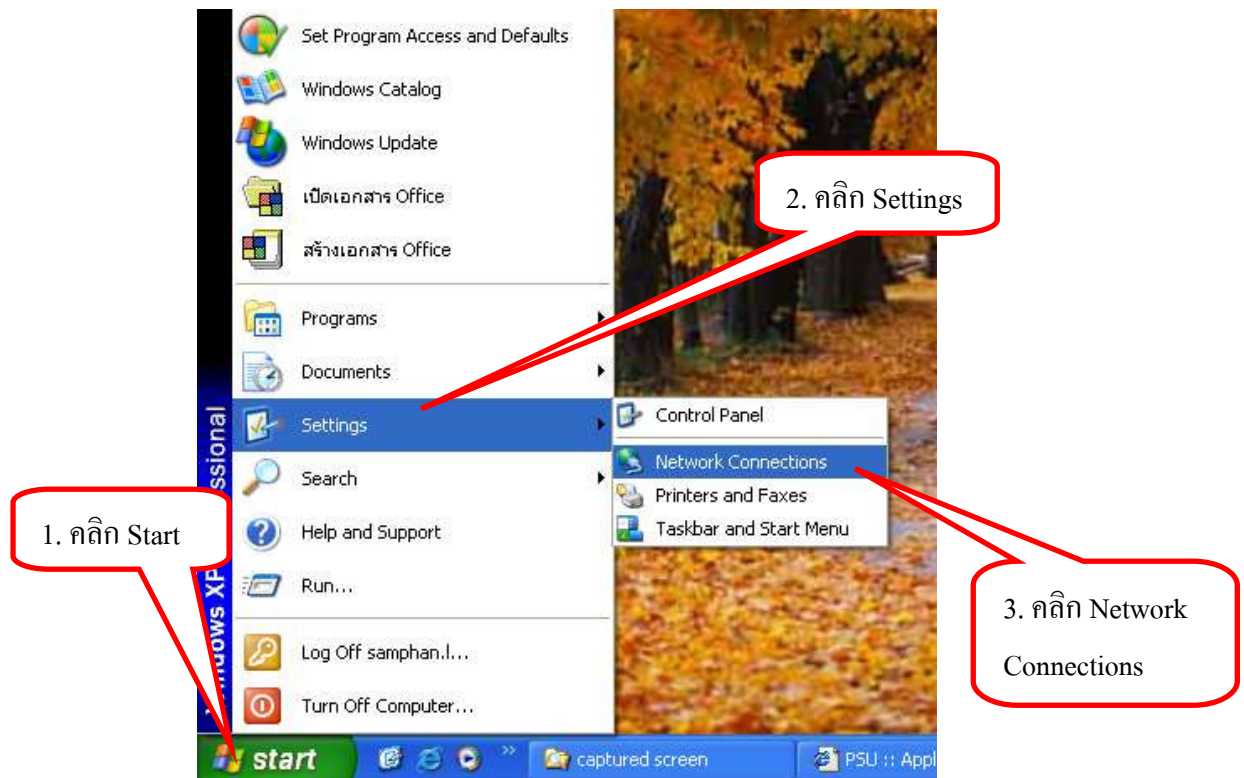 Set Program Access and Defaults
Windows Catalog
Windows Update
เปิดเอกสาร Office
สร้างเอกสาร Office
Programs
Documents
Settings
Search
Help and Support
Run...
Log Off samphan.l...
Turn Off Computer...
Control Panel
Network Connections
Printers and Faxes
Taskbar and Start Menu
1. คลิก Start
2. คลิก Settings
3. คลิก Network
Connections
start
»
captured screen
PSU :: Appl